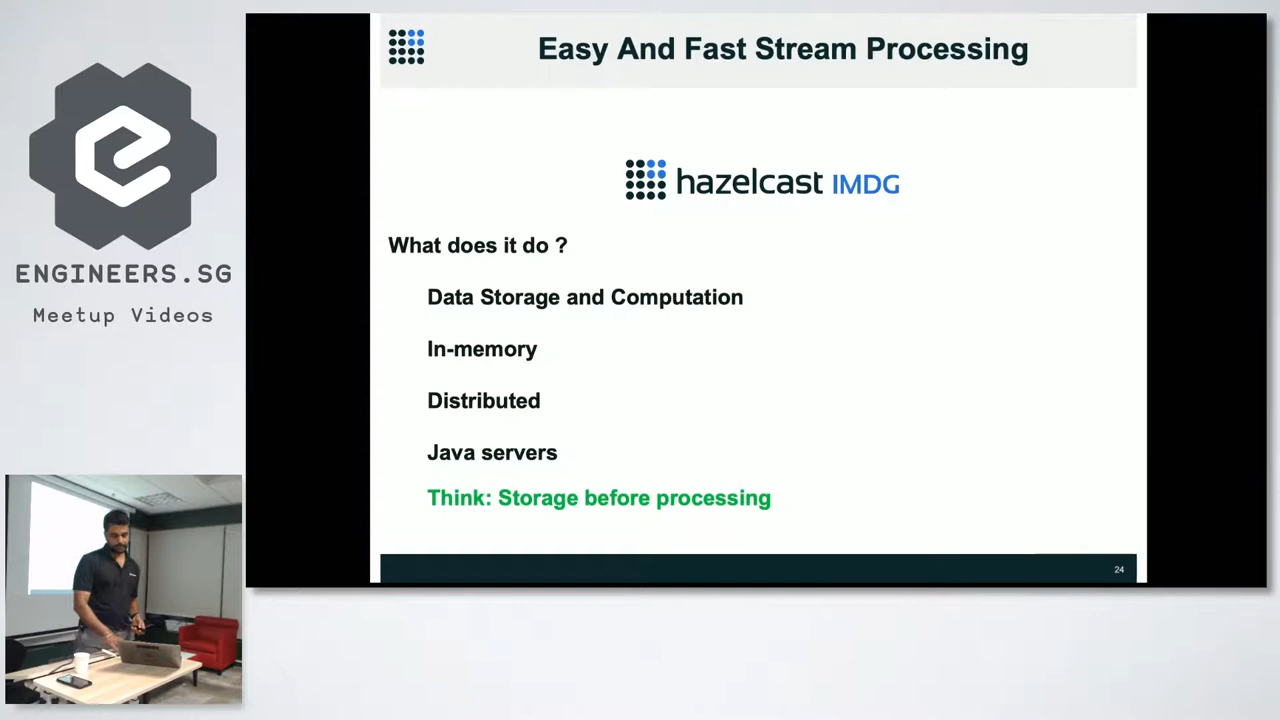 Easy And Fast Stream Processing
hazelcast IMDG
What does it do ?
Data Storage and Computation
In-memory
Distributed
Java servers
Think: Storage before processing
24
ENGINEERS.SG
Meetup Videos